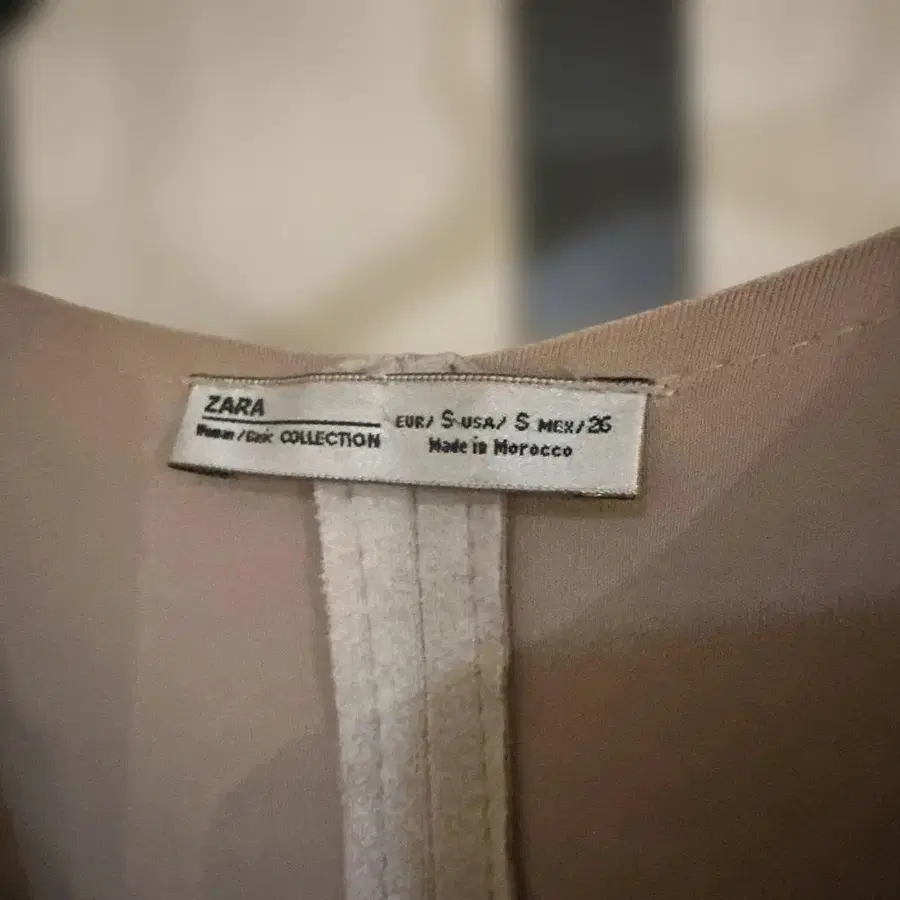 ZARA
Woman/Basic COLLECTION
EUR/ S USA/ S MEX/26
Made in Morocco